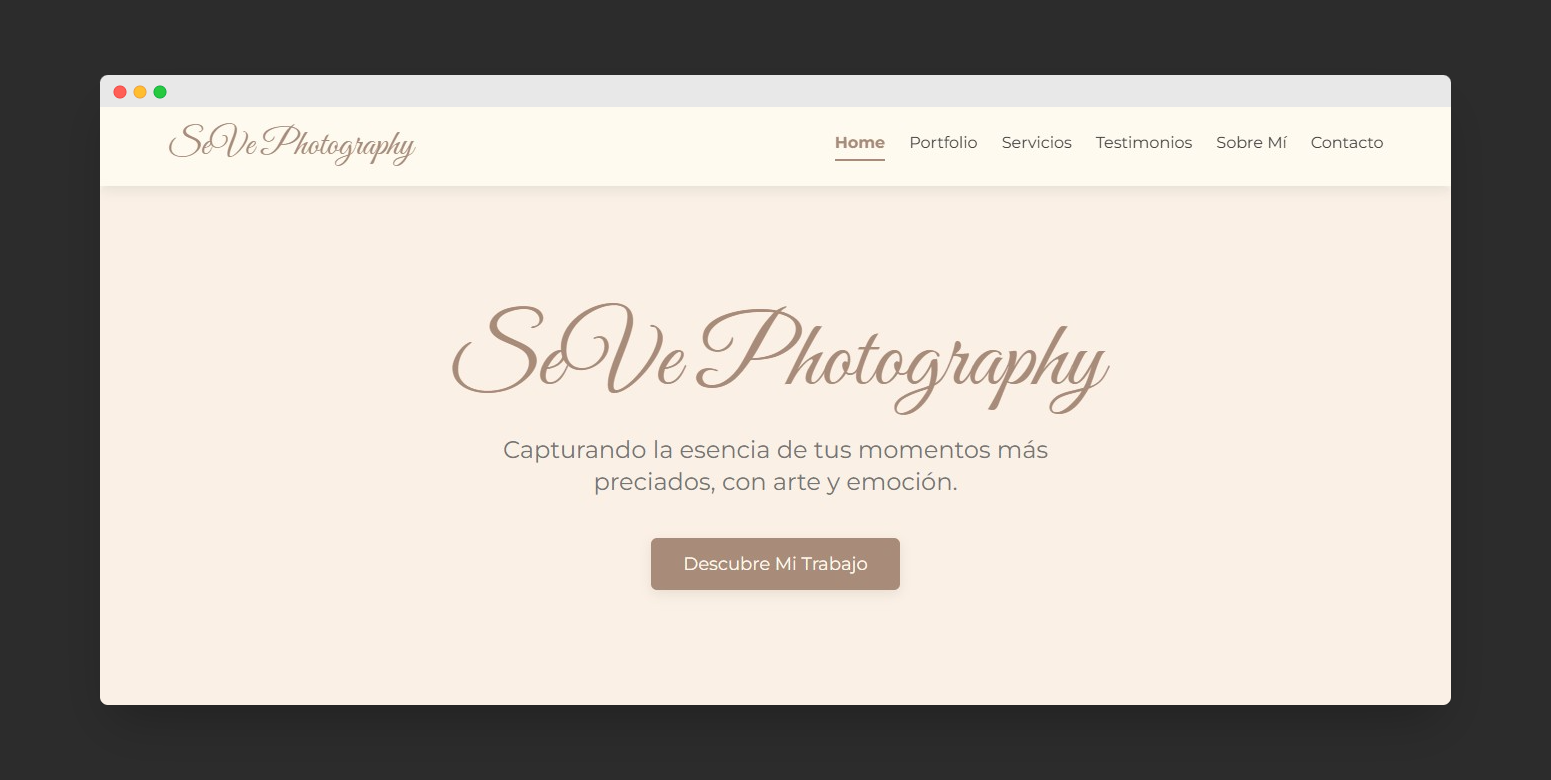 SeVe Photography
Home Portfolio Servicios Testimonios Sobre Mí Contacto
SeVe Photography
Capturando la esencia de tus momentos más
preciados, con arte y emoción.
Descubre Mi Trabajo